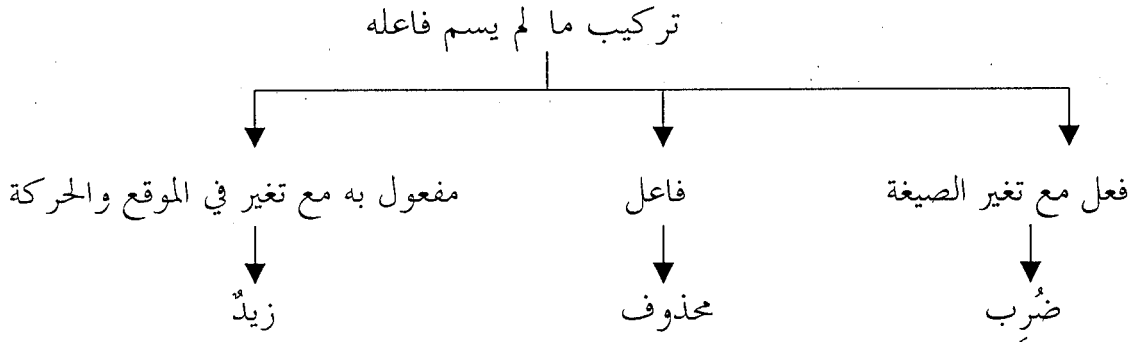 تركيب ما لم يسم فاعله
فعل مع تغير الصيغة
فاعل
مفعول به مع تغير في الموقع والحركة
ضُرِب
محذوف
زيدٌ